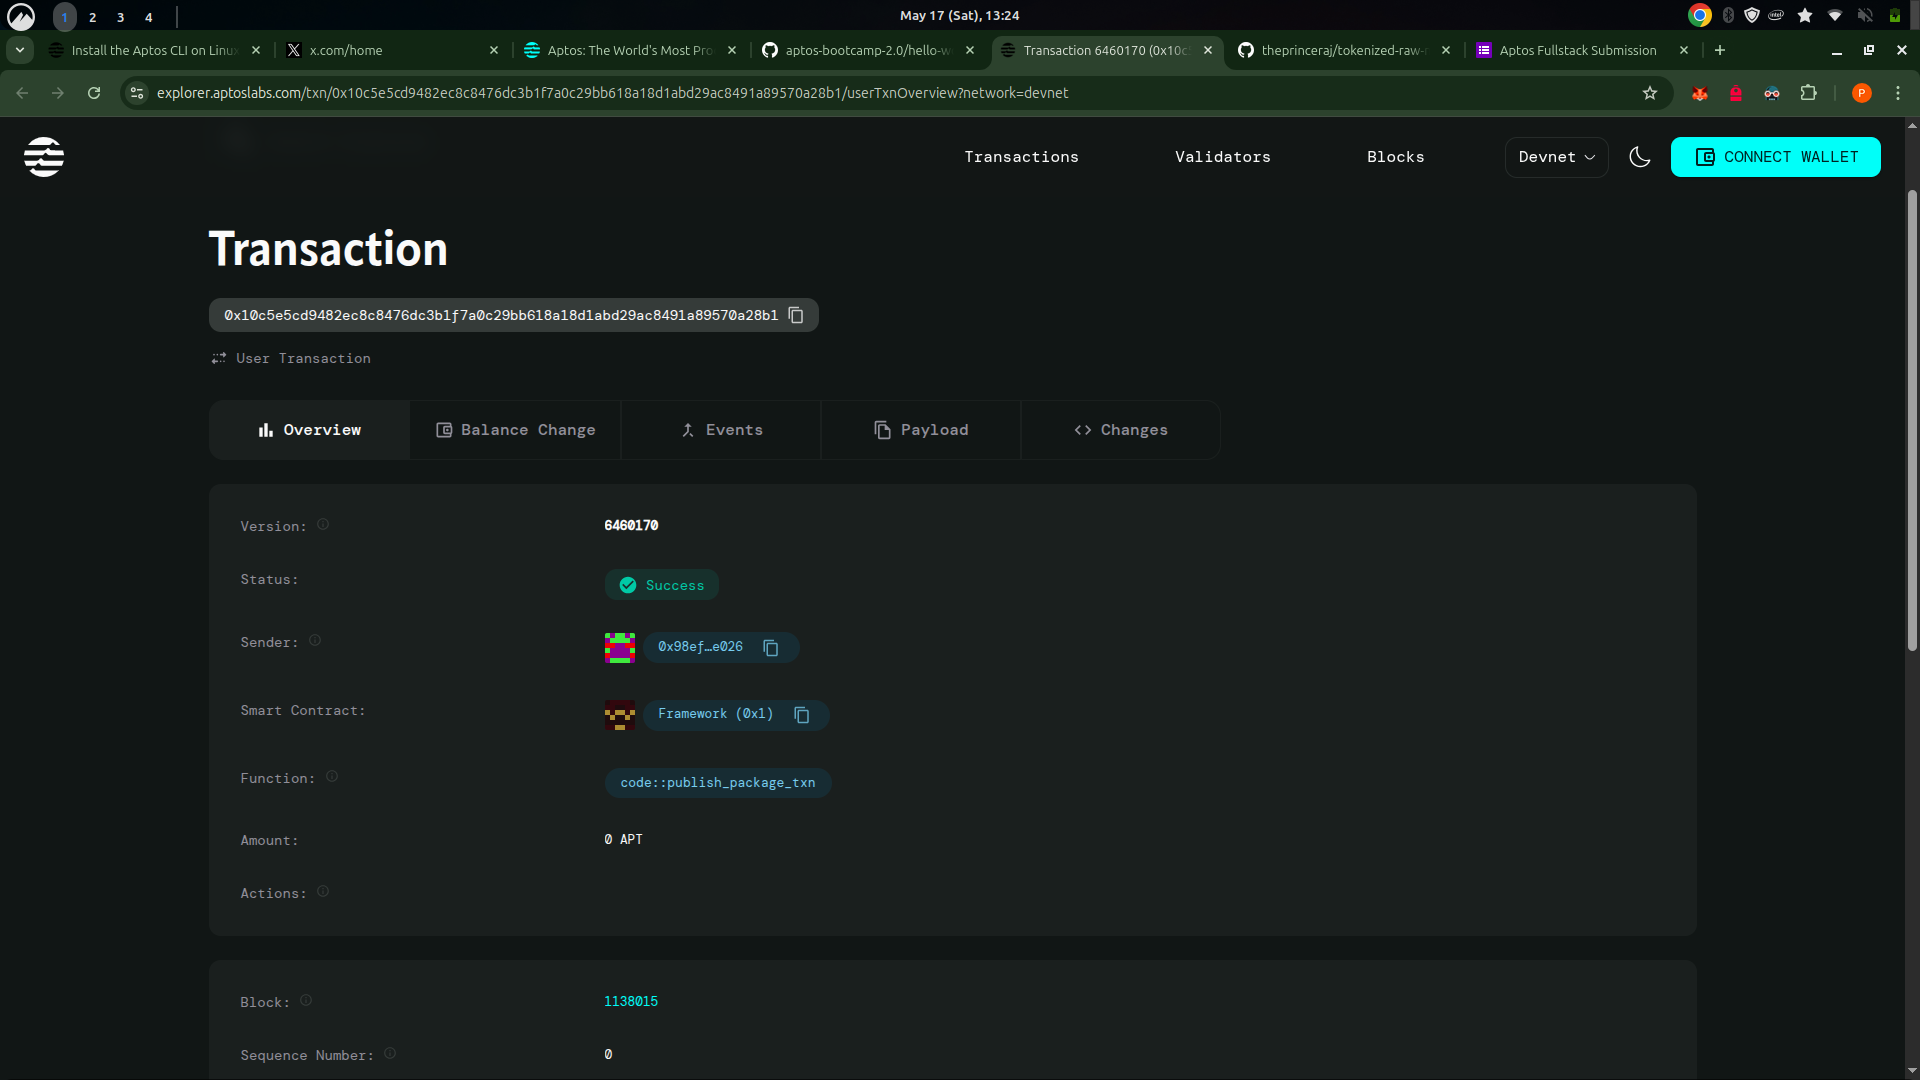 1 2 3 4
May 17 (Sat), 13:24
Install the Aptos CLI on Linux
x.com/home
Aptos: The World's Most Pro
aptos-bootcamp-2.0/hello-w
Transaction 6460170 (0x10c5
theprinceraj/tokenized-raw-
Aptos Fullstack Submission
explorer.aptoslabs.com/txn/0x10c5e5cd9482ec8c8476dc3b1f7a0c29bb618a18d1abd29ac8491a89570a28b1/userTxnOverview?network=devnet
P
Transactions
Validators
Blocks
Devnet
CONNECT WALLET
Transaction
0x10c5e5cd9482ec8c8476dc3b1f7a0c29bb618a18d1abd29ac8491a89570a28b1
User Transaction
Overview
Balance Change
Events
Payload
Changes
Version: 6460170
Status: Success
Sender: 0x98ef…e026
Smart Contract: Framework (0x1)
Function: code::publish_package_txn
Amount: 0 APT
Actions:
Block: 1138015
Sequence Number: 0